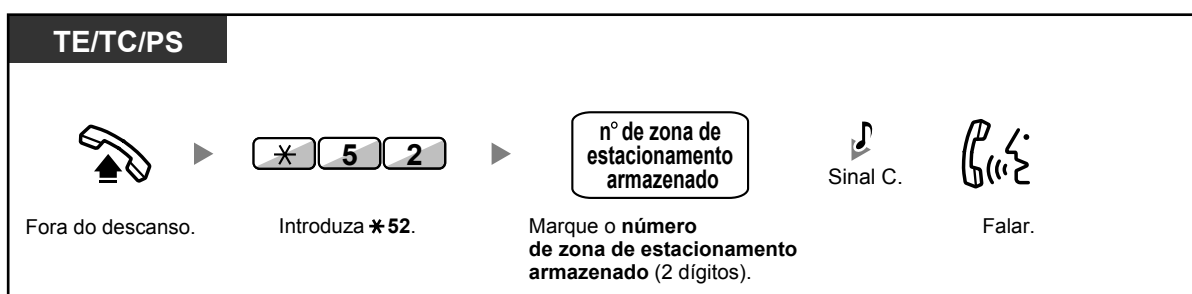 TE/TC/PS
✳ 5 2
n° de zona de
estacionamento
armazenado
Sinal C.
Fora do descanso.
Introduza ✳52.
Marque o número
de zona de estacionamento
armazenado (2 dígitos).
Falar.